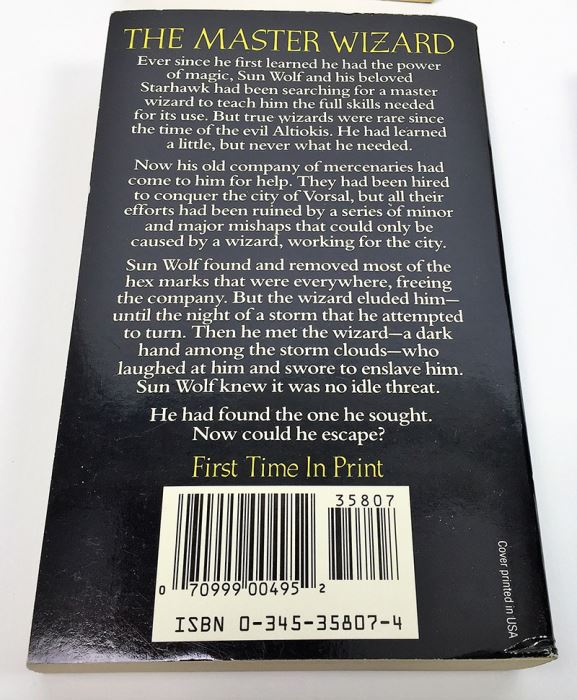 THE MASTER WIZARD
Ever since he first learned he had the power
of magic, Sun Wolf and his beloved
Starhawk had been searching for a master
wizard to teach him the full skills needed
for its use. But true wizards were rare since
the time of the evil Altiokis. He had learned
a little, but never what he needed.
Now his old company of mercenaries had
come to him for help. They had been hired
to conquer the city of Vorsal, but all their
efforts had been ruined by a series of minor
and major mishaps that could only be
caused by a wizard, working for the city.
Sun Wolf found and removed most of the
hex marks that were everywhere, freeing
the company. But the wizard eluded him—
until the night of a storm that he attempted
to turn. Then he met the wizard—a dark
hand among the storm clouds—who
laughed at him and swore to enslave him.
Sun Wolf knew it was no idle threat.
He had found the one he sought.
Now could he escape?
First Time In Print
35807
0 70999 00495 2
ISBN 0-345-35807-4
Cover printed in USA